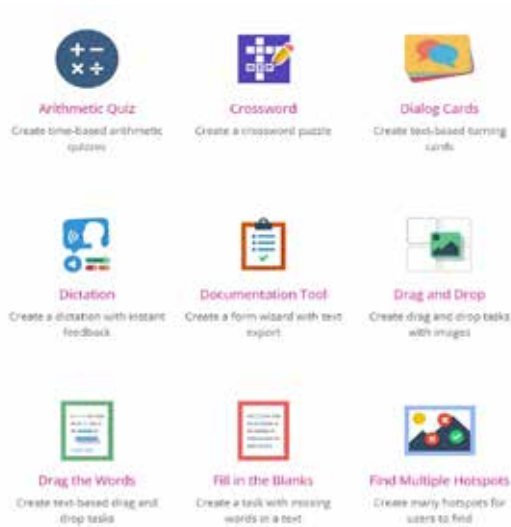 Arithmetic Quiz
Create time-based arithmetic
quizzes
Crossword
Create a crossword puzzle
Dialog Cards
Create text-based turning
cards
Dictation
Create a dictation with instant
feedback
Documentation Tool
Create a form wizard with text
export
Drag and Drop
Create drag and drop tasks
with images
Drag the Words
Create text-based drag and
drop tasks
Fill in the Blanks
Create a task with missing
words in a text
Find Multiple Hotspots
Create many hotspots for
users to find